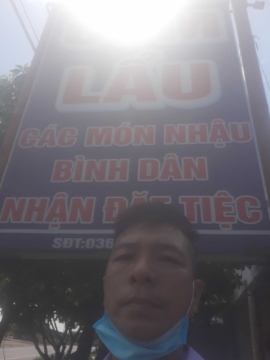 LẨU
CÁC MÓN NHẬU
BÌNH DÂN
NHẬN ĐẶT TIỆC
SĐT:036